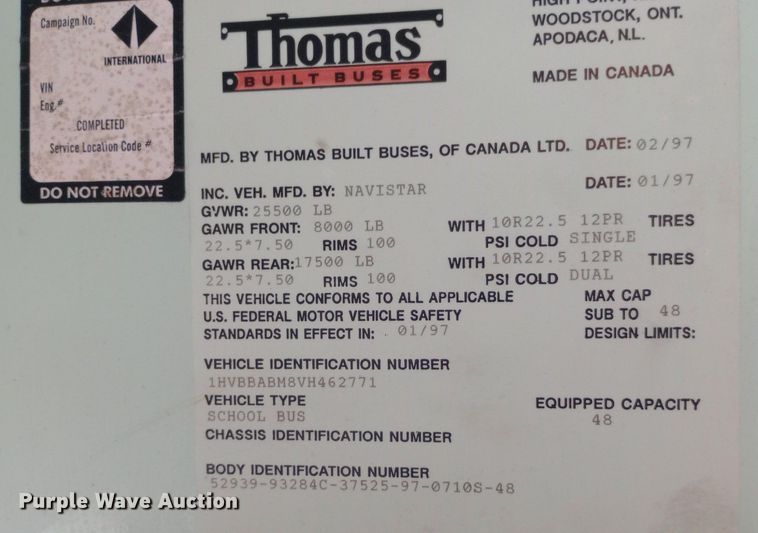 Campaign No.
INTERNATIONAL
VIN
Eng.#
COMPLETED
Service Location Code #
DO NOT REMOVE
Thomas
BUILT BUSES
WOODSTOCK, ONT.
APODACA, N.L.
MADE IN CANADA
MFD. BY THOMAS BUILT BUSES, OF CANADA LTD. DATE: 02/97
INC. VEH. MFD. BY: NAVISTAR DATE: 01/97
GVWR: 25500 LB
GAWR FRONT: 8000 LB WITH 10R22.5 12PR TIRES
22.5*7.50 RIMS 100 PSI COLD SINGLE
GAWR REAR: 17500 LB WITH 10R22.5 12PR TIRES
22.5*7.50 RIMS 100 PSI COLD DUAL
THIS VEHICLE CONFORMS TO ALL APPLICABLE MAX CAP
U.S. FEDERAL MOTOR VEHICLE SAFETY SUB TO 48
STANDARDS IN EFFECT IN: . 01/97 DESIGN LIMITS:
VEHICLE IDENTIFICATION NUMBER
1HVBBABM8VH462771
VEHICLE TYPE EQUIPPED CAPACITY
SCHOOL BUS 48
CHASSIS IDENTIFICATION NUMBER
BODY IDENTIFICATION NUMBER
52939-93284C-37525-97-0710S-48
Purple Wave Auction